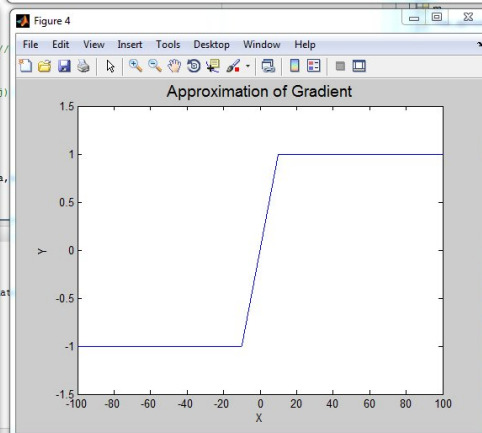 Figure 4
File Edit View Insert Tools Desktop Window Help
//
j)
a,
at
Approximation of Gradient
1.5
1
0.5
0
-0.5
-1
-1.5
Y
-100 -80 -60 -40 -20 0 20 40 60 80 100
X